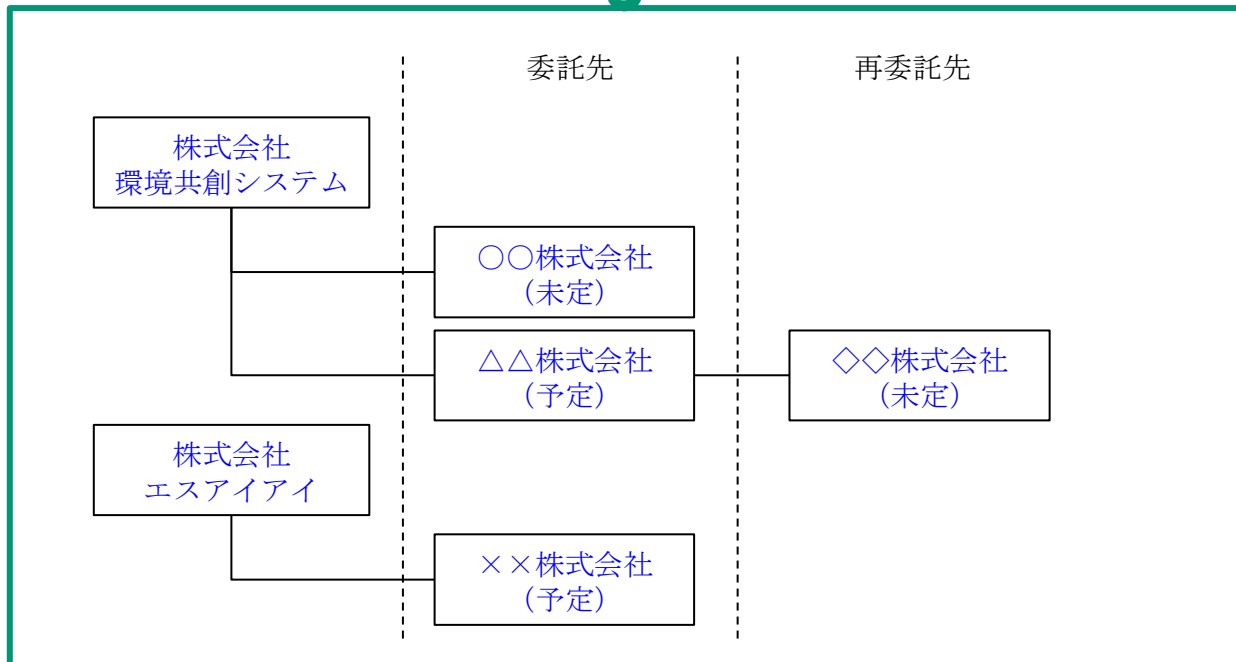 委託先
再委託先
株式会社
環境共創システム
○○株式会社
（未定）
△△株式会社
（予定）
◇◇株式会社
（未定）
株式会社
エスアイアイ
××株式会社
（予定）